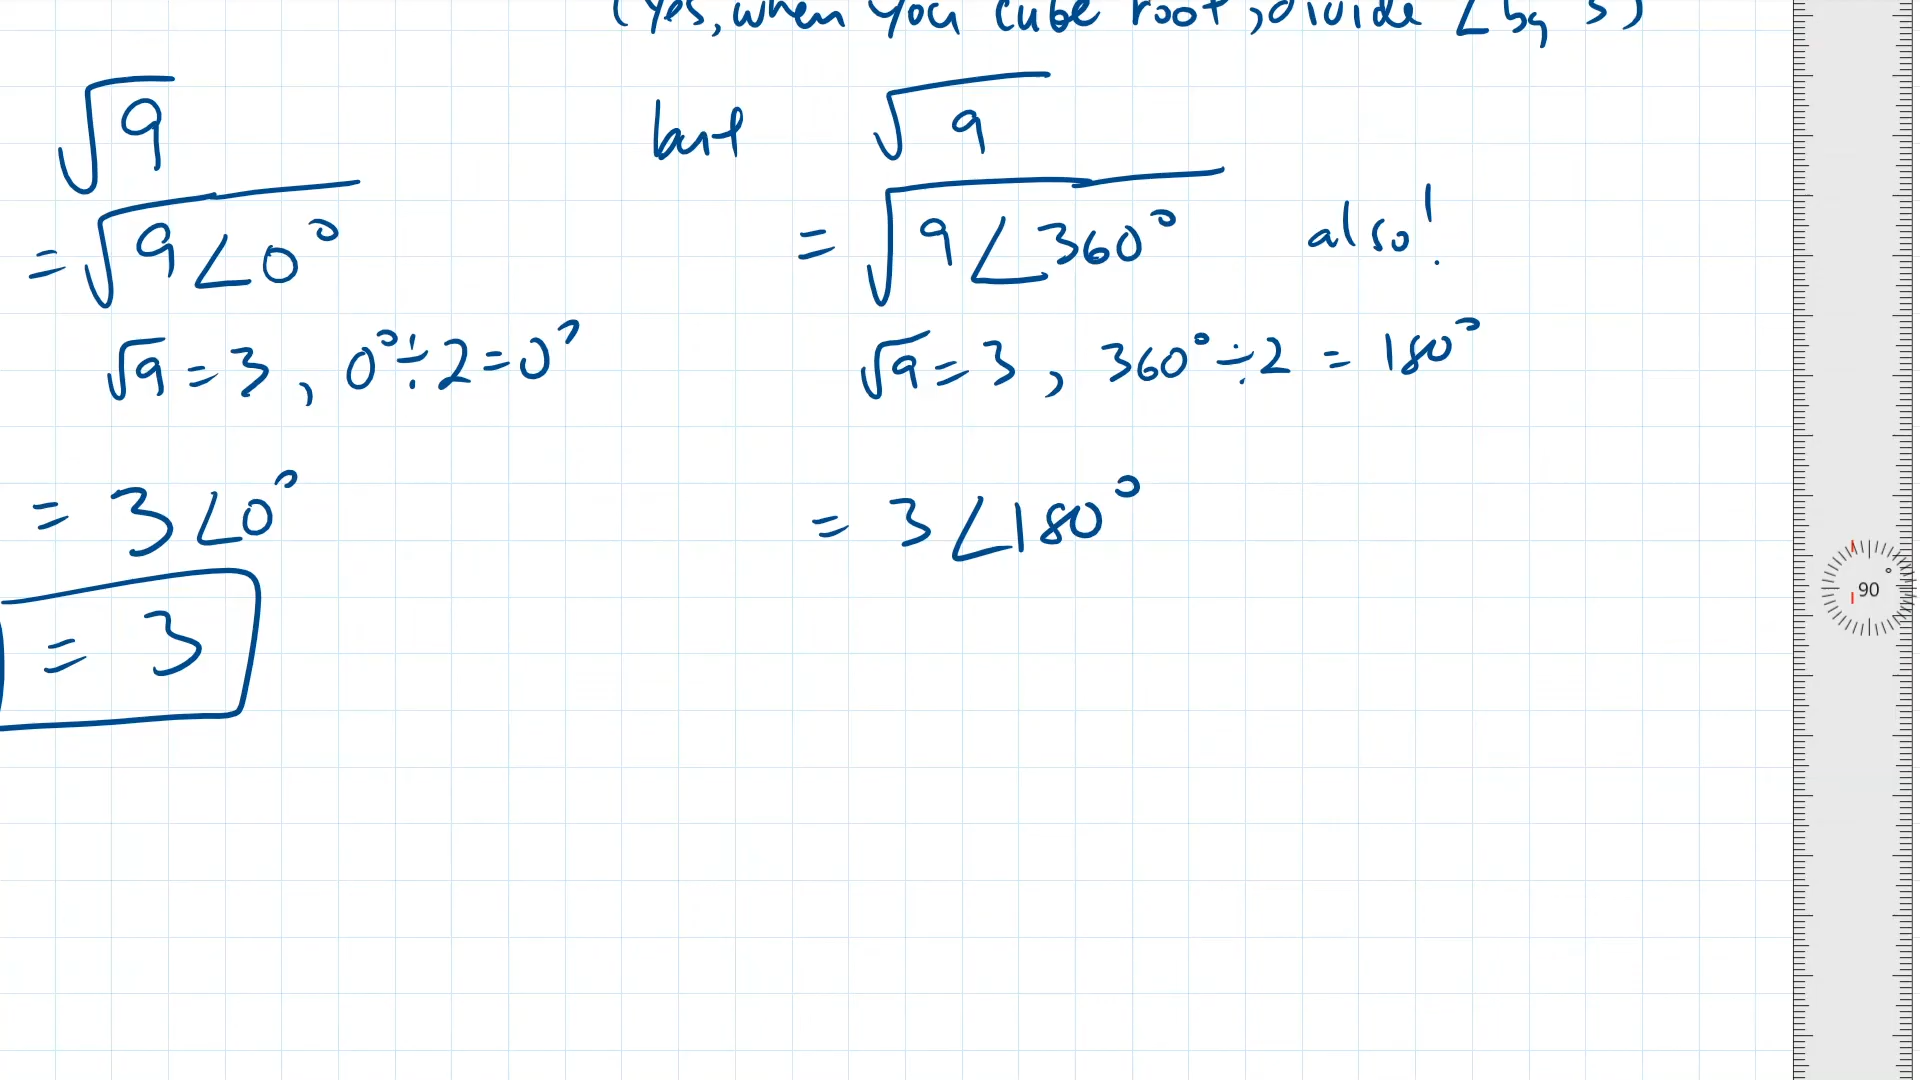 (Yes, when you cube root, divide ∠ by 3)
√9 but √9
= √9∠0° = √9∠360° also!
√9 = 3, 0° ÷ 2 = 0° √9 = 3, 360° ÷ 2 = 180°
= 3∠0° = 3∠180°
= 3
90°